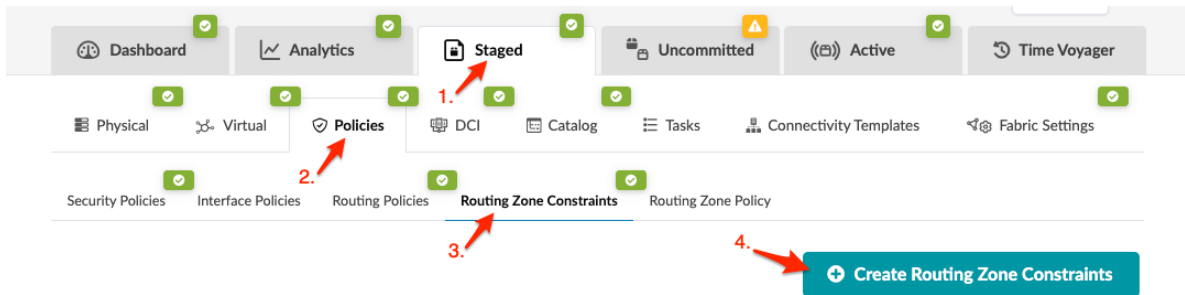 Dashboard Analytics Staged Uncommitted Active Time Voyager
1.
Physical Virtual Policies DCI Catalog Tasks Connectivity Templates Fabric Settings
2.
Security Policies Interface Policies Routing Policies Routing Zone Constraints Routing Zone Policy
3.
4.
Create Routing Zone Constraints